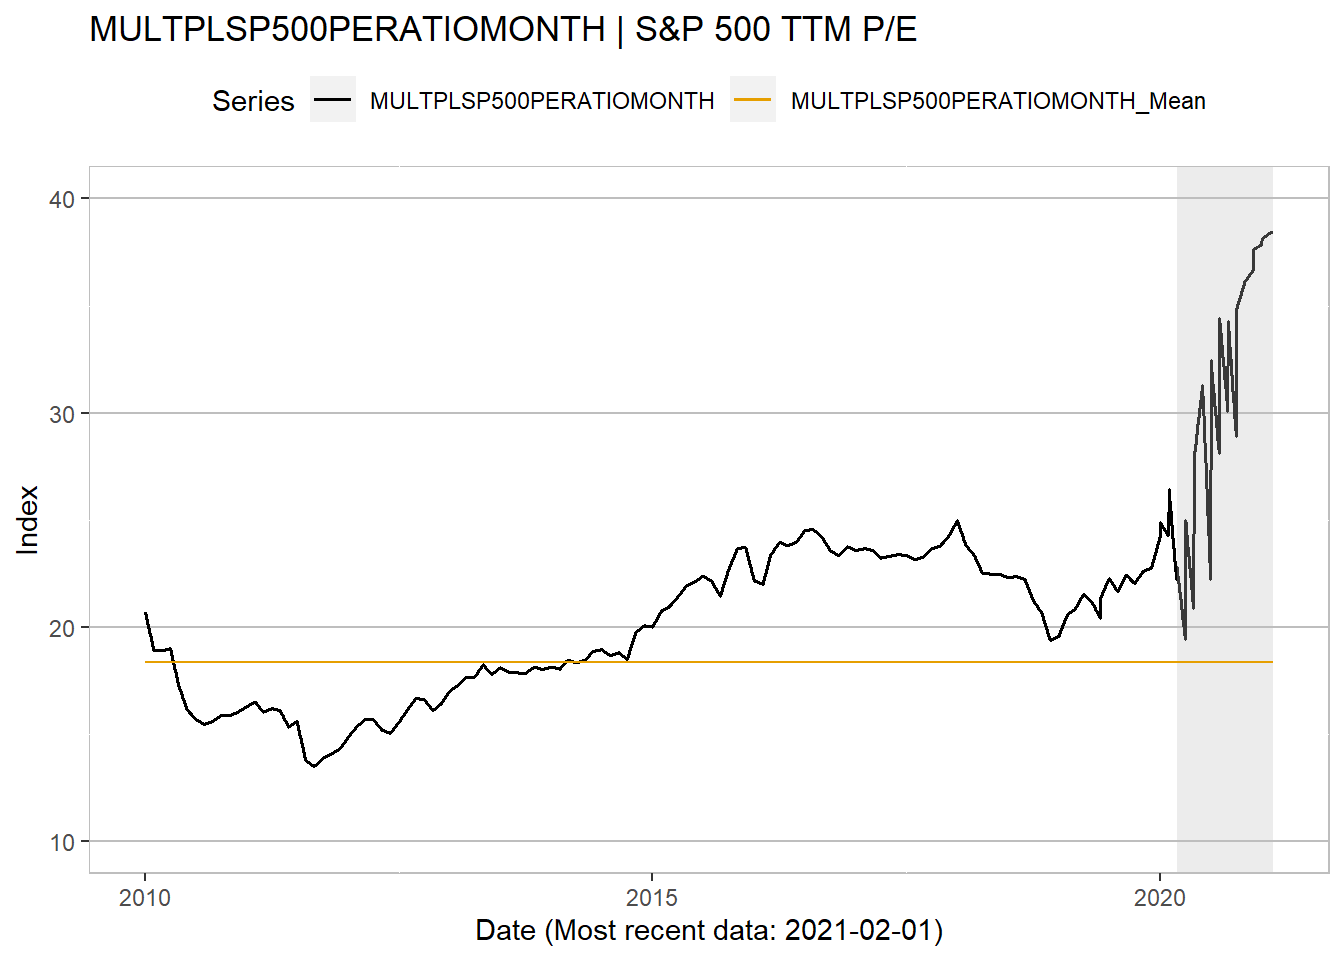 MULTPLSP500PERATIOMONTH | S&P 500 TTM P/E
Series MULTPLSP500PERATIOMONTH MULTPLSP500PERATIOMONTH_Mean
40
30
20
10
Index
2010 2015 2020
Date (Most recent data: 2021-02-01)